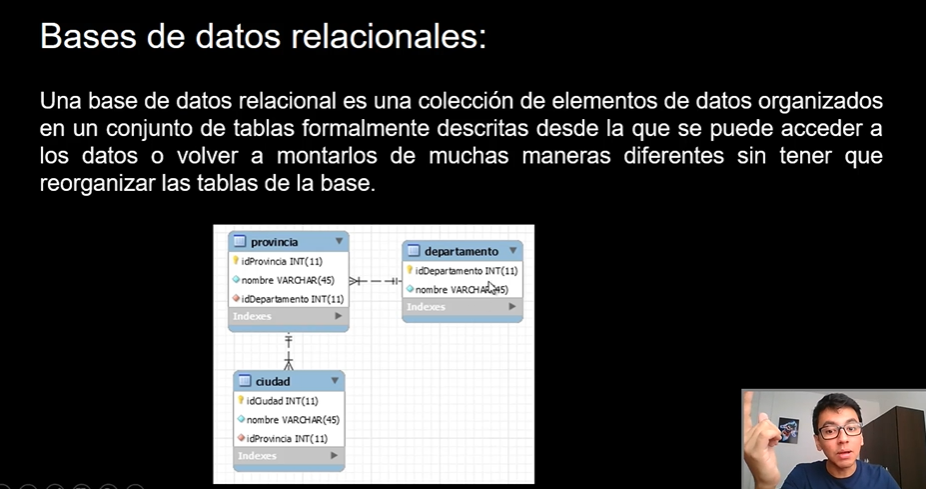 Bases de datos relacionales:
Una base de datos relacional es una colección de elementos de datos organizados
en un conjunto de tablas formalmente descritas desde la que se puede acceder a
los datos o volver a montarlos de muchas maneras diferentes sin tener que
reorganizar las tablas de la base.
provincia
idProvincia INT(11)
nombre VARCHAR(45)
idDepartamento INT(11)
Indexes
departamento
idDepartamento INT(11)
nombre VARCHAR(45)
Indexes
ciudad
idCiudad INT(11)
nombre VARCHAR(45)
idProvincia INT(11)
Indexes